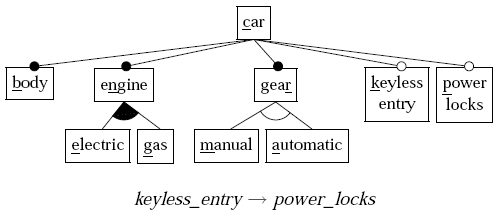 car
body
engine
gear
keyless
entry
power
locks
electric
gas
manual
automatic
keyless_entry → power_locks